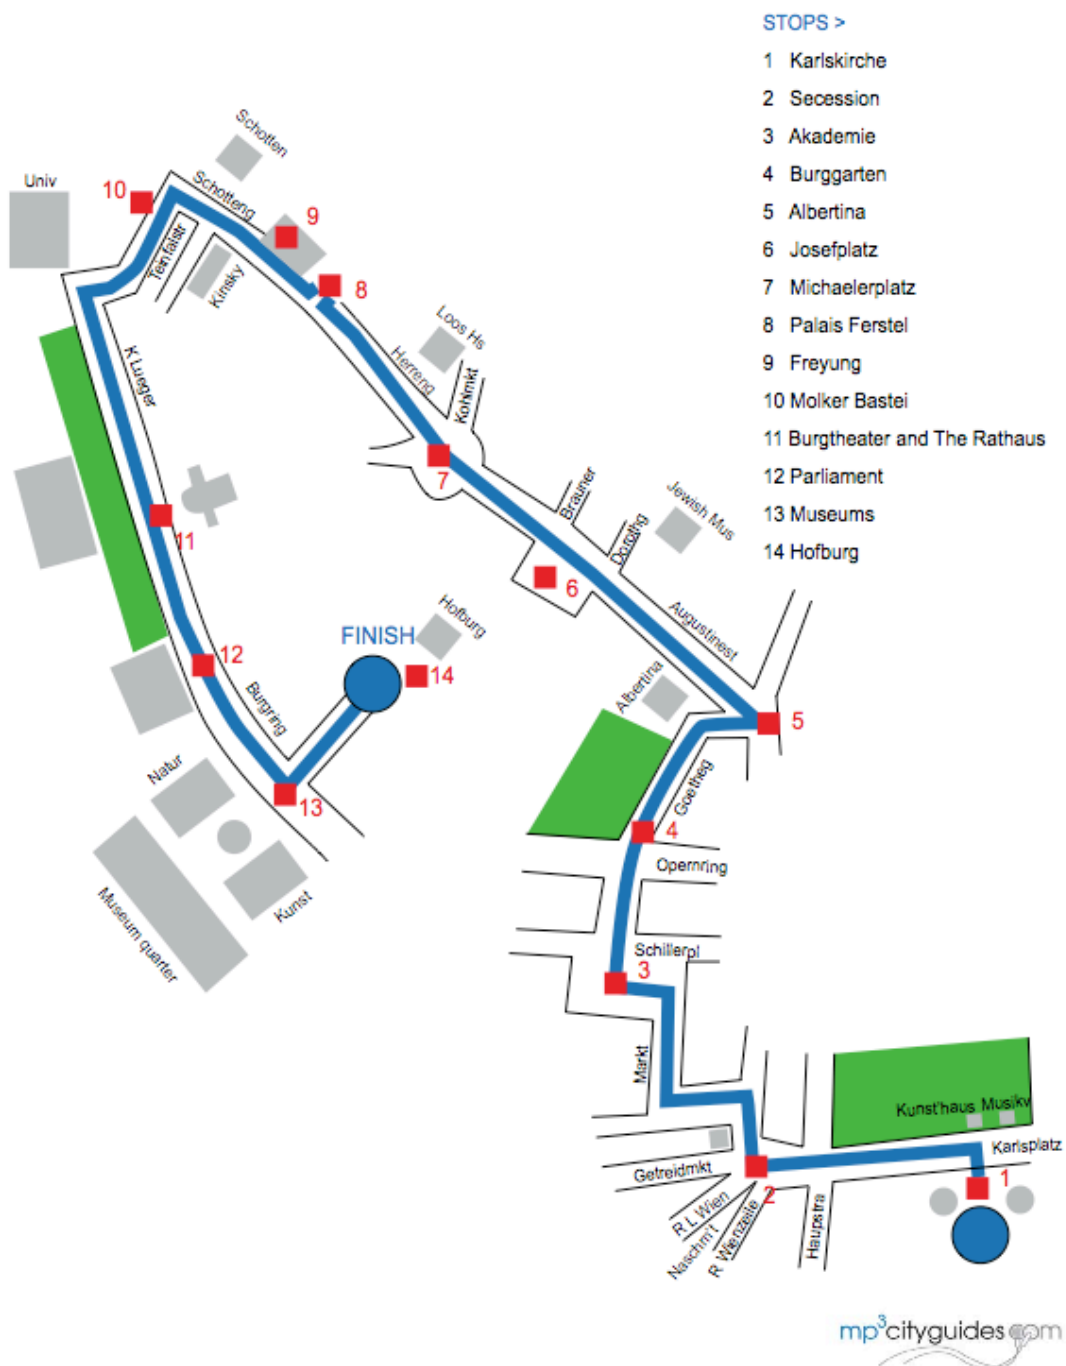 STOPS >
1 Karlskirche
2 Secession
3 Akademie
4 Burggarten
5 Albertina
6 Josefplatz
7 Michaelerplatz
8 Palais Ferstel
9 Freyung
10 Molker Bastei
11 Burgtheater and The Rathaus
12 Parliament
13 Museums
14 Hofburg
Schotten
Univ
10
Schotteng
9
Teinfalstr
Kinsky
8
Loos Hs
Herreng
Kohlmkt
K Lueger
7
Brauner
Jewish Mus
Dorothg
11
6
Hofburg
Augustinest
FINISH
12
14
Albertina
Burgring
5
Natur
13
Goetheg
4
Opernring
Museum quarter
Kunst
Schillerpl
3
Markt
Kunst'haus
Musikv
Karlsplatz
Getreidmkt
1
2
R L Wien
Naschm't
R Wienzeile
Haupstra
mp3cityguides.com